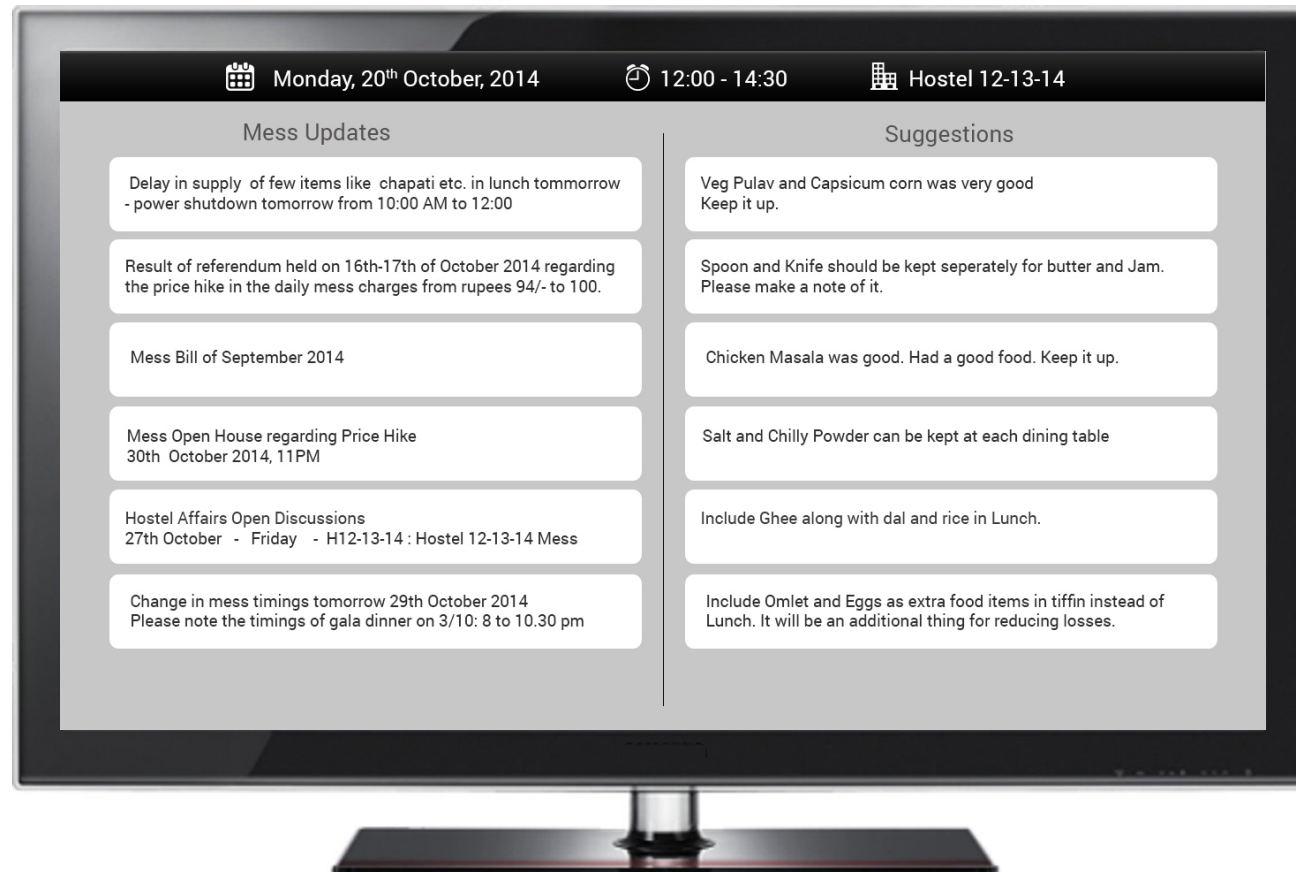 Monday, 20th October, 2014
12:00 - 14:30
Hostel 12-13-14
Mess Updates
Delay in supply of few items like chapati etc. in lunch tommorrow
- power shutdown tomorrow from 10:00 AM to 12:00
Result of referendum held on 16th-17th of October 2014 regarding
the price hike in the daily mess charges from rupees 94/- to 100.
Mess Bill of September 2014
Mess Open House regarding Price Hike
30th October 2014, 11PM
Hostel Affairs Open Discussions
27th October - Friday - H12-13-14 : Hostel 12-13-14 Mess
Change in mess timings tomorrow 29th October 2014
Please note the timings of gala dinner on 3/10: 8 to 10.30 pm
Suggestions
Veg Pulav and Capsicum corn was very good
Keep it up.
Spoon and Knife should be kept seperately for butter and Jam.
Please make a note of it.
Chicken Masala was good. Had a good food. Keep it up.
Salt and Chilly Powder can be kept at each dining table
Include Ghee along with dal and rice in Lunch.
Include Omlet and Eggs as extra food items in tiffin instead of
Lunch. It will be an additional thing for reducing losses.